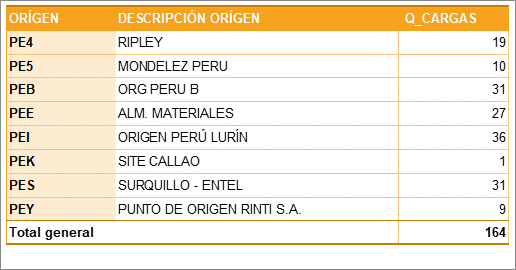 ORÍGEN DESCRIPCIÓN ORÍGEN Q_CARGAS
PE4 RIPLEY 19
PE5 MONDELEZ PERU 10
PEB ORG PERU B 31
PEE ALM. MATERIALES 27
PEI ORIGEN PERÚ LURÍN 36
PEK SITE CALLAO 1
PES SURQUILLO - ENTEL 31
PEY PUNTO DE ORIGEN RINTI S.A. 9
Total general 164